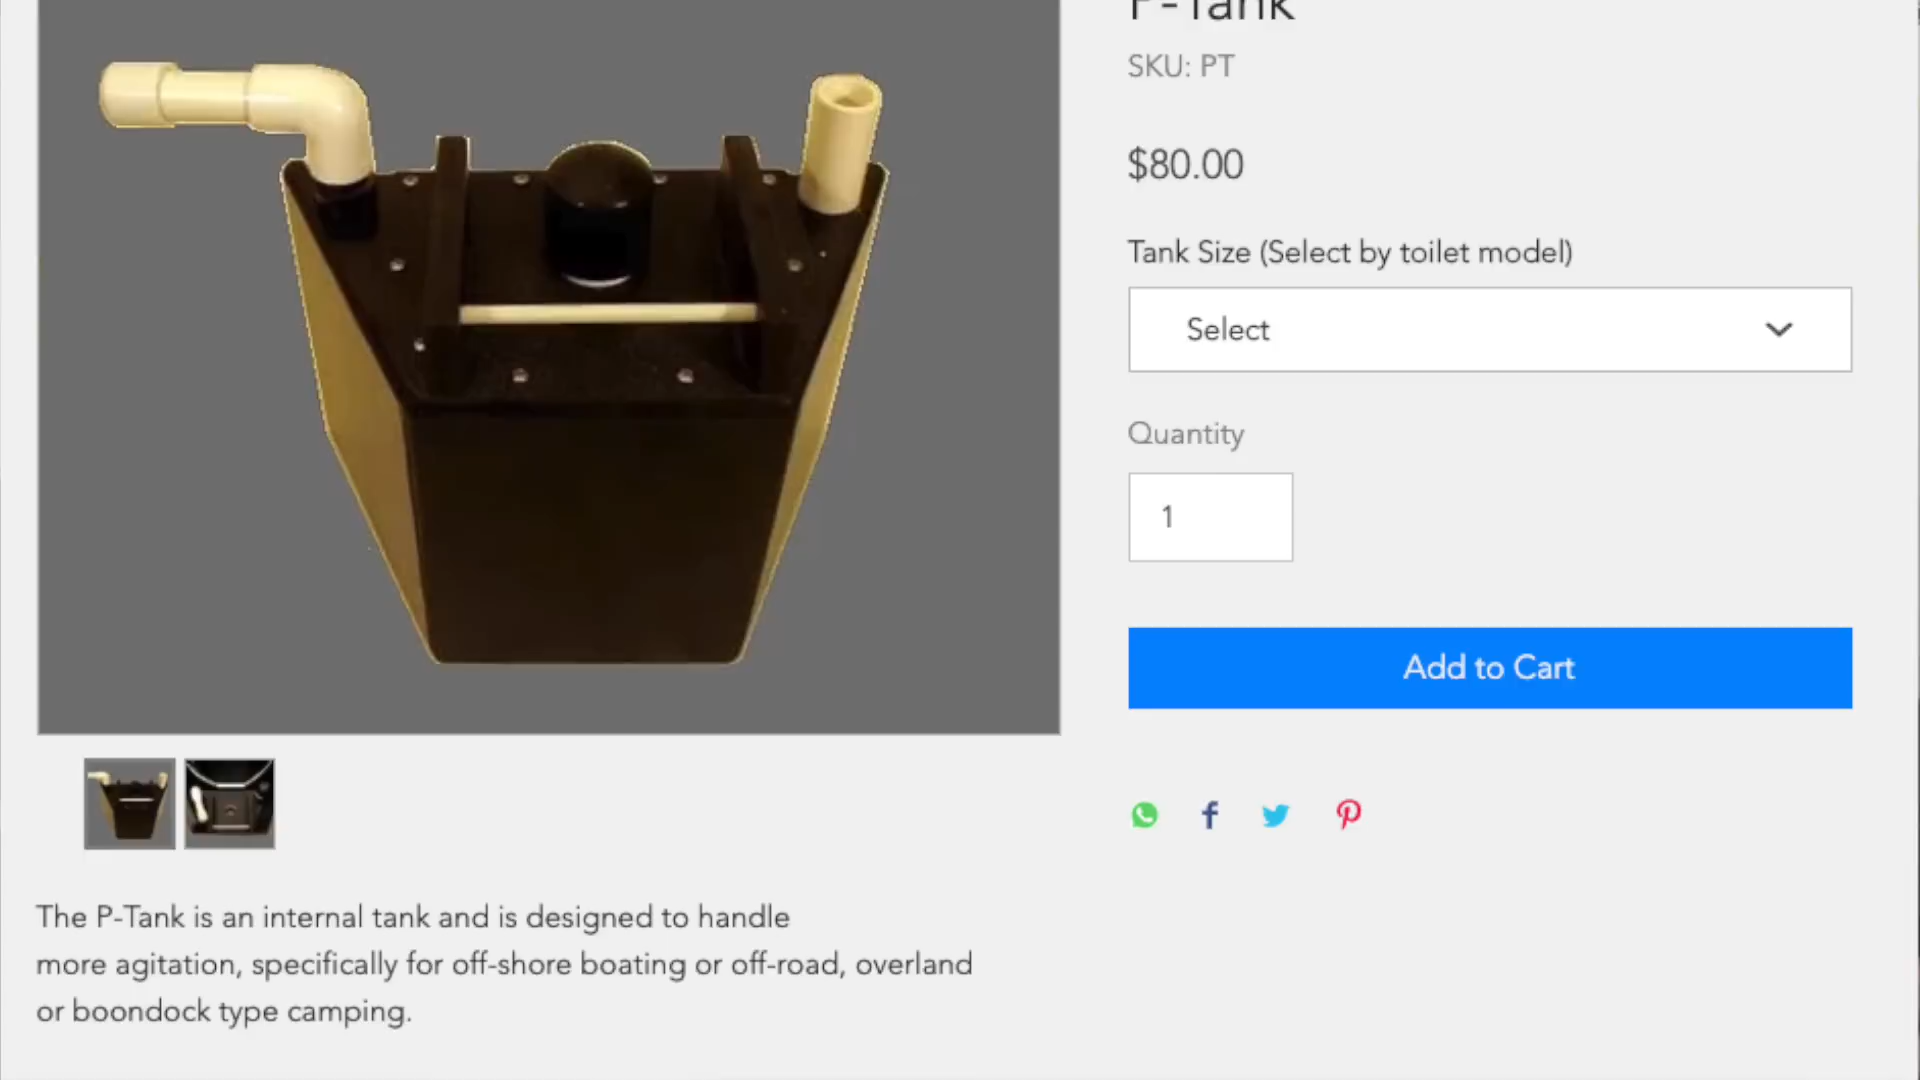 P-Tank
SKU: PT
$80.00
Tank Size (Select by toilet model)
Select
Quantity
1
Add to Cart
The P-Tank is an internal tank and is designed to handle
more agitation, specifically for off-shore boating or off-road, overland
or boondock type camping.